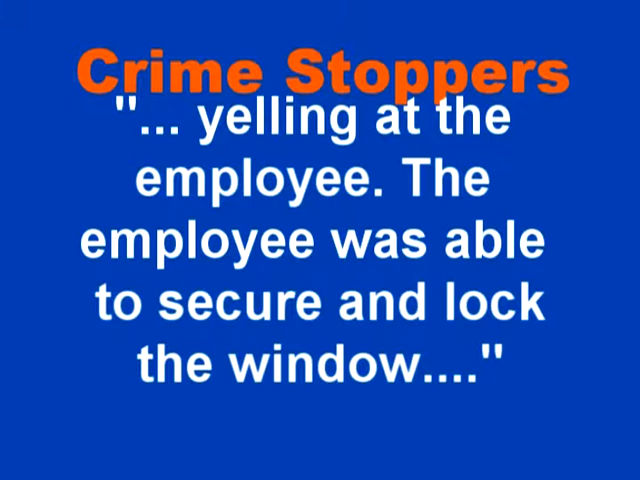 Crime Stoppers
"... yelling at the
employee. The
employee was able
to secure and lock
the window...."